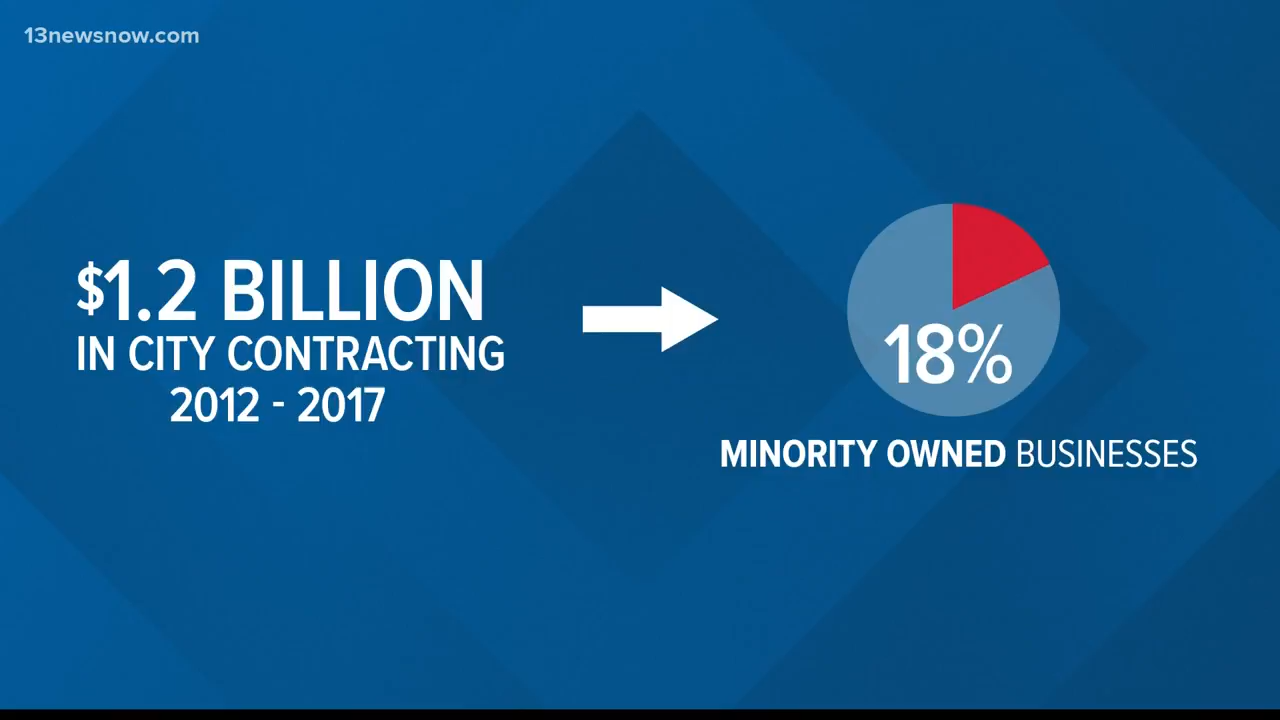 13newsnow.com
$1.2 BILLION
IN CITY CONTRACTING
2012 - 2017
18%
MINORITY OWNED BUSINESSES